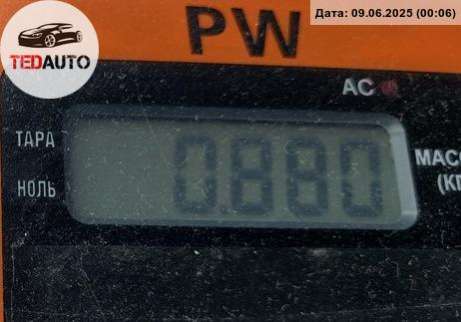 Дата: 09.06.2025 (00:06)
TEDAUTO
PW
AC
ТАРА
НОЛЬ
0.880
МАСС
(КГ